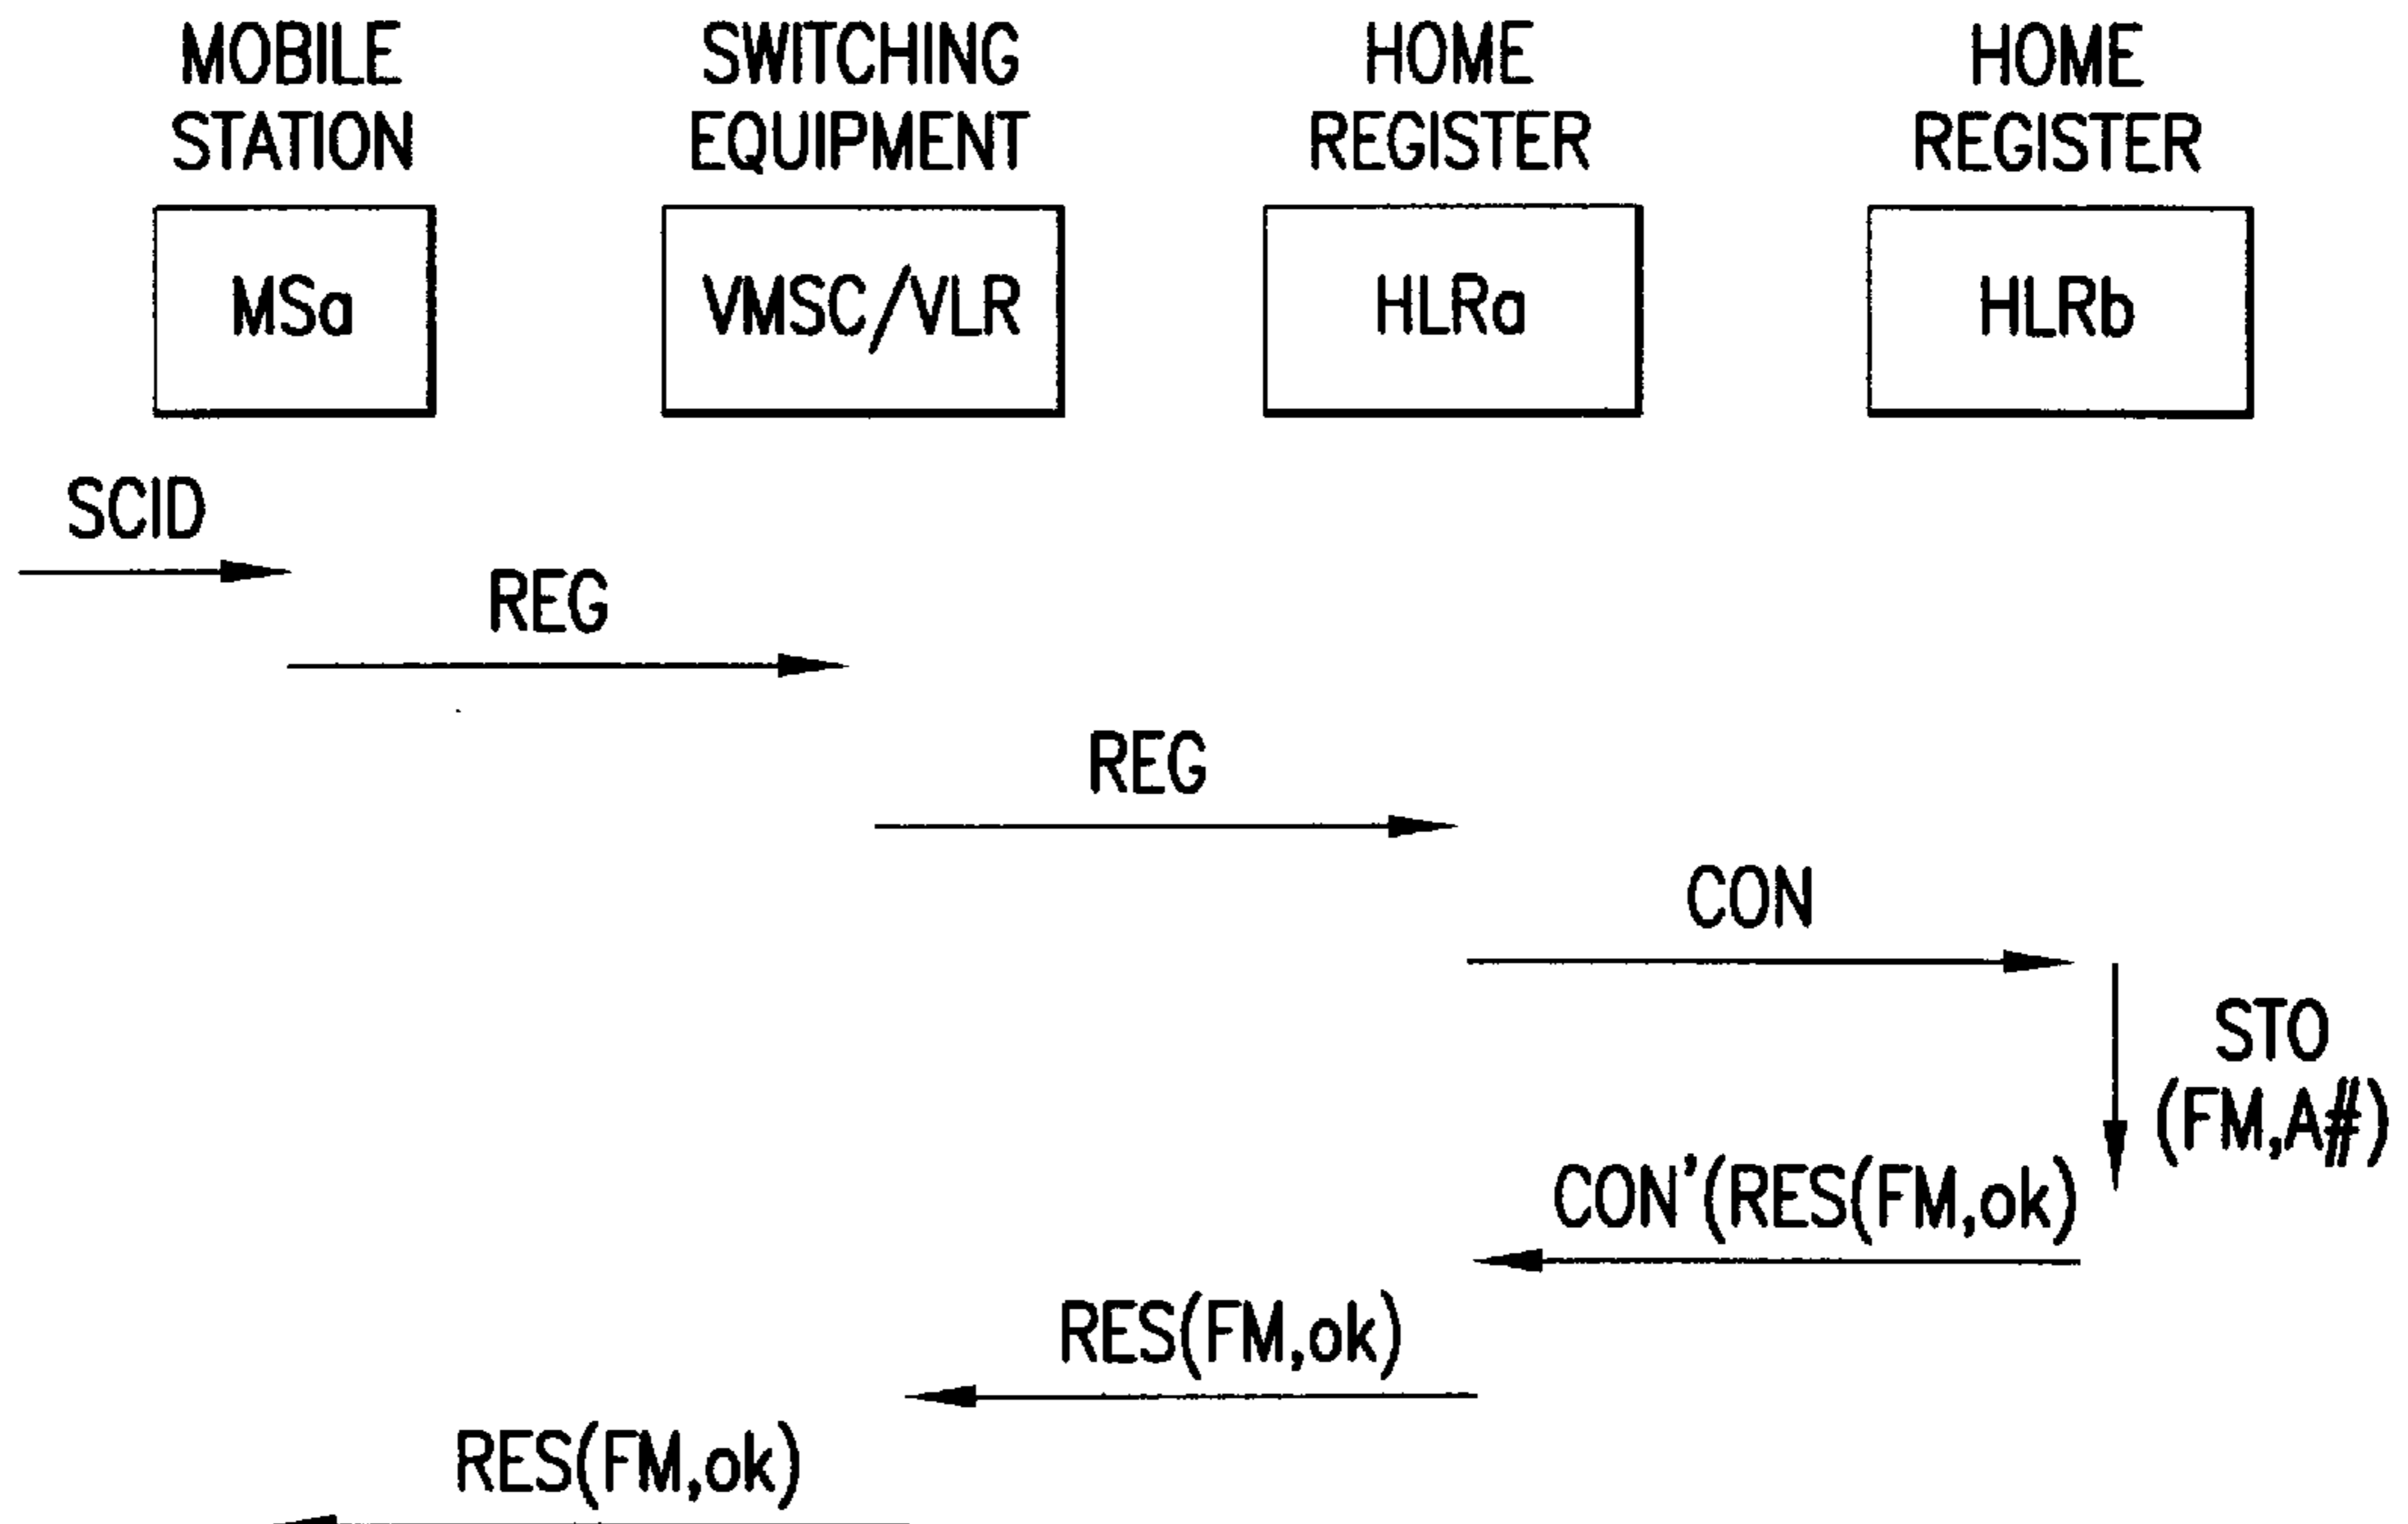 MOBILE STATION
SWITCHING EQUIPMENT
HOME REGISTER
HOME REGISTER
MSa
VMSC/VLR
HLRa
HLRb
SCID
REG
REG
CON
STO
(FM,A#)
CON'(RES(FM,ok)
RES(FM,ok)
RES(FM,ok)